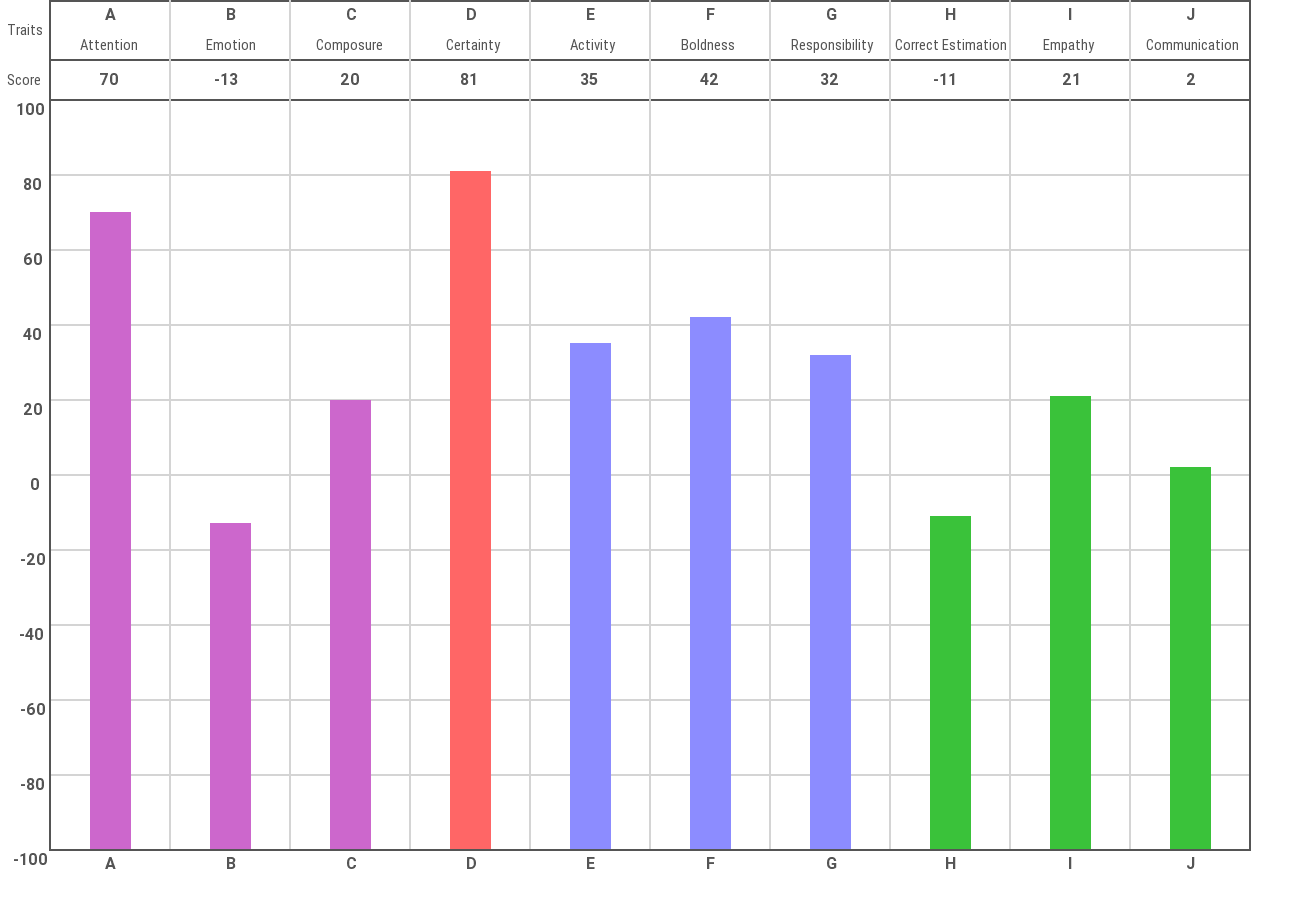 A B C D E F G H I J
Traits
Attention Emotion Composure Certainty Activity Boldness Responsibility Correct Estimation Empathy Communication
Score 70 -13 20 81 35 42 32 -11 21 2
100
80
60
40
20
0
-20
-40
-60
-80
-100
A B C D E F G H I J